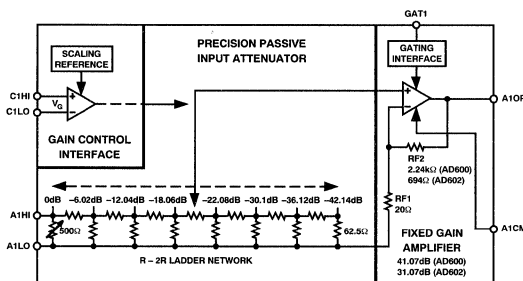 GAT1
PRECISION PASSIVE
INPUT ATTENUATOR
SCALING
REFERENCE
GATING
INTERFACE
C1HI
C1LO
VG
+
−
GAIN CONTROL
INTERFACE
+
−
A1OP
RF2
2.24kΩ (AD600)
694Ω (AD602)
RF1
20Ω
0dB −6.02dB −12.04dB −18.06dB −22.08dB −30.1dB −36.12dB −42.14dB
A1HI
500Ω
62.5Ω
A1LO
R − 2R LADDER NETWORK
A1CM
FIXED GAIN
AMPLIFIER
41.07dB (AD600)
31.07dB (AD602)